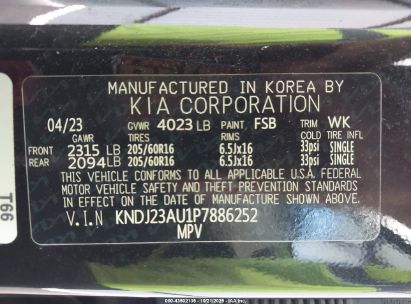 MANUFACTURED IN KOREA BY
KIA CORPORATION
04/23 GVWR 4023 LB PAINT FSB TRIM WK
GAWR TIRES RIMS COLD TIRE INFL
FRONT 2315 LB 205/60R16 6.5Jx16 33psi SINGLE
REAR 2094 LB 205/60R16 6.5Jx16 33psi SINGLE
THIS VEHICLE CONFORMS TO ALL APPLICABLE U.S.A. FEDERAL
MOTOR VEHICLE SAFETY, BUMPER, AND THEFT PREVENTION
STANDARDS IN EFFECT ON THE DATE OF MANUFACTURE SHOWN ABOVE.
V.I.N KNDJ23AU1P7886252
MPV
T66